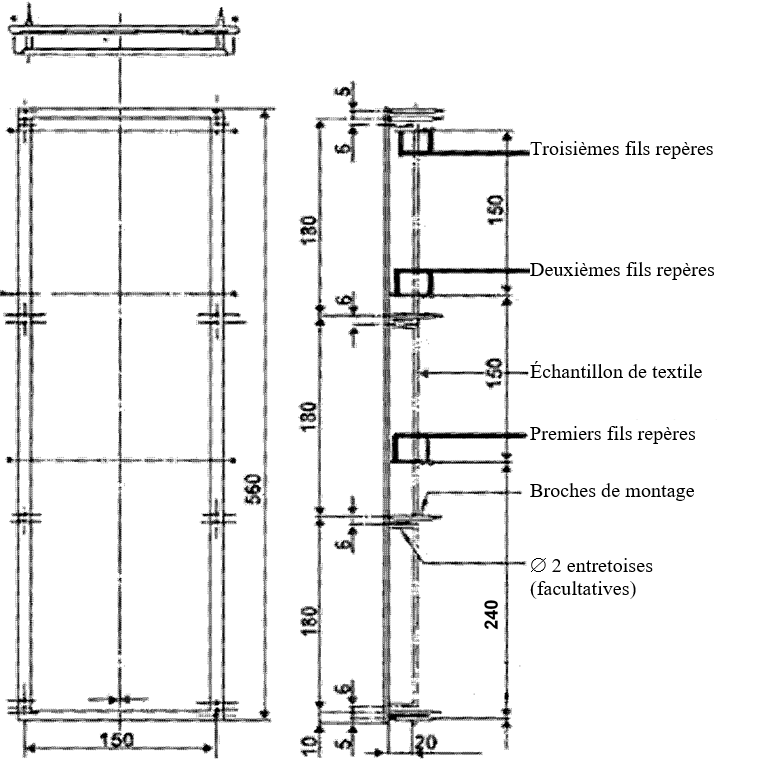 5
6
Troisièmes fils repères
180
150
Deuxièmes fils repères
6
150
Échantillon de textile
180
Premiers fils repères
560
Broches de montage
6
∅ 2 entretoises
(facultatives)
180
240
6
150
10
5
20